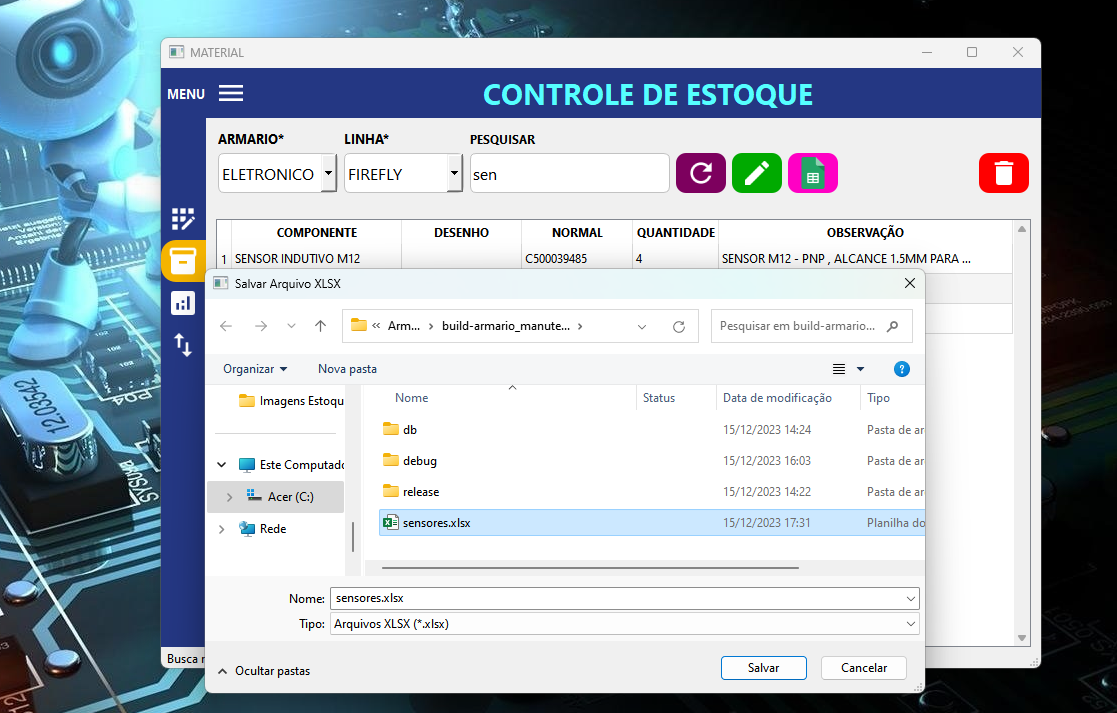 MATERIAL
MENU
CONTROLE DE ESTOQUE
ARMARIO*
LINHA*
PESQUISAR
ELETRONICO
FIREFLY
sen
COMPONENTE
DESENHO
NORMAL
QUANTIDADE
OBSERVAÇÃO
1
SENSOR INDUTIVO M12
C500039485
4
SENSOR M12 - PNP , ALCANCE 1.5MM PARA ...
Salvar Arquivo XLSX
« Arm... › build-armario_manute... ›
Pesquisar em build-armario...
Organizar
Nova pasta
?
Imagens Estoqu
Este Computado
Acer (C:)
Rede
Nome
Status
Data de modificação
Tipo
db
15/12/2023 14:24
Pasta de ar
debug
15/12/2023 16:03
Pasta de ar
release
15/12/2023 14:22
Pasta de ar
sensores.xlsx
15/12/2023 17:31
Planilha do
Nome:
sensores.xlsx
Tipo:
Arquivos XLSX (*.xlsx)
Ocultar pastas
Salvar
Cancelar
Busca
12.03542